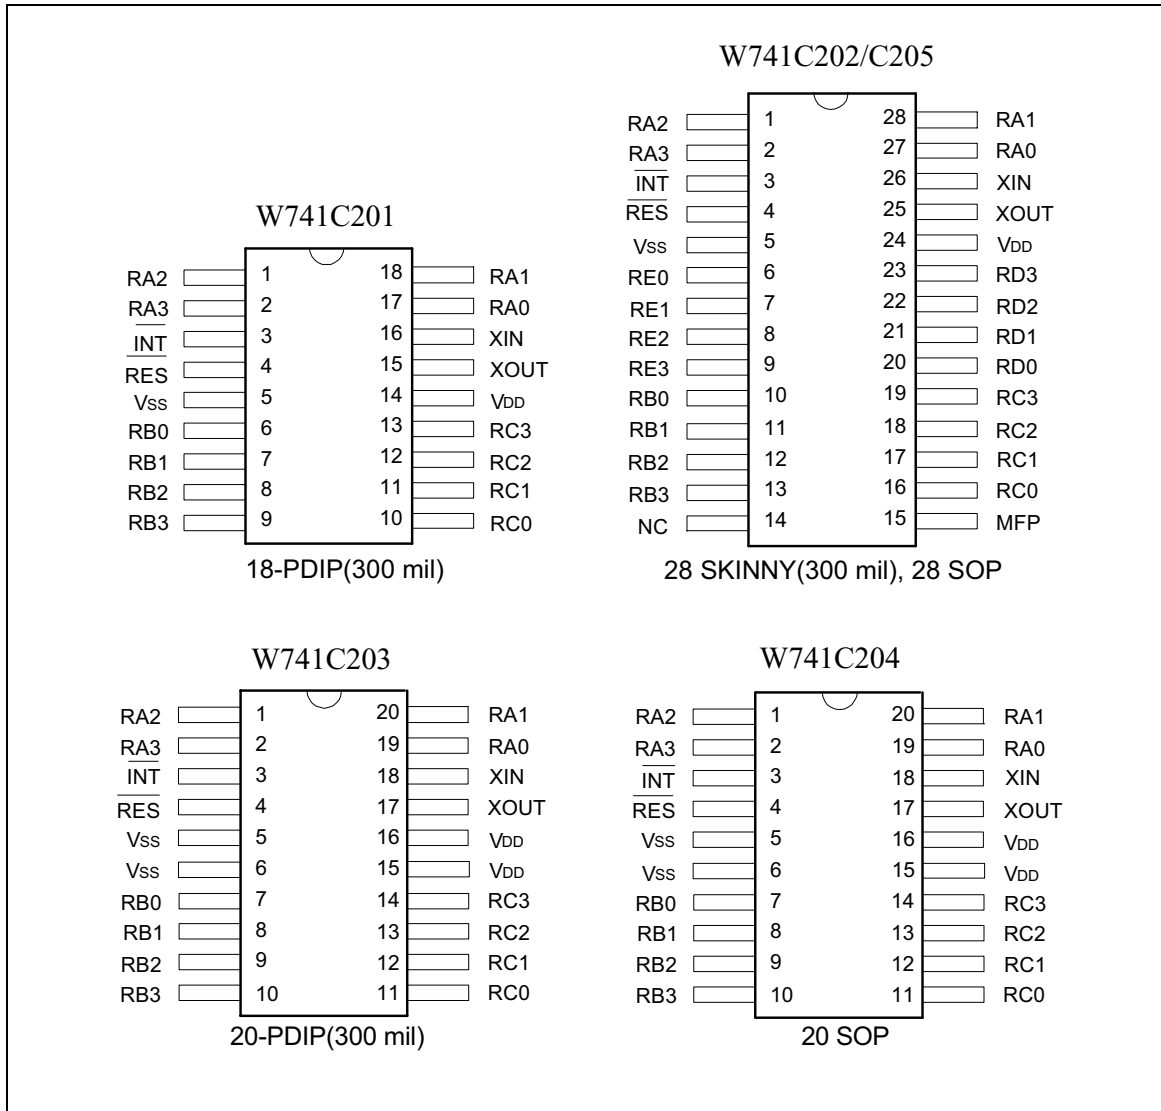 W741C202/C205
RA2 1 28 RA1
RA3 2 27 RA0
INT 3 26 XIN
RES 4 25 XOUT
VSS 5 24 VDD
RE0 6 23 RD3
RE1 7 22 RD2
RE2 8 21 RD1
RE3 9 20 RD0
RB0 10 19 RC3
RB1 11 18 RC2
RB2 12 17 RC1
RB3 13 16 RC0
NC 14 15 MFP
28 SKINNY(300 mil), 28 SOP
W741C201
RA2 1 18 RA1
RA3 2 17 RA0
INT 3 16 XIN
RES 4 15 XOUT
VSS 5 14 VDD
RB0 6 13 RC3
RB1 7 12 RC2
RB2 8 11 RC1
RB3 9 10 RC0
18-PDIP(300 mil)
W741C203
RA2 1 20 RA1
RA3 2 19 RA0
INT 3 18 XIN
RES 4 17 XOUT
VSS 5 16 VDD
VSS 6 15 VDD
RB0 7 14 RC3
RB1 8 13 RC2
RB2 9 12 RC1
RB3 10 11 RC0
20-PDIP(300 mil)
W741C204
RA2 1 20 RA1
RA3 2 19 RA0
INT 3 18 XIN
RES 4 17 XOUT
VSS 5 16 VDD
VSS 6 15 VDD
RB0 7 14 RC3
RB1 8 13 RC2
RB2 9 12 RC1
RB3 10 11 RC0
20 SOP